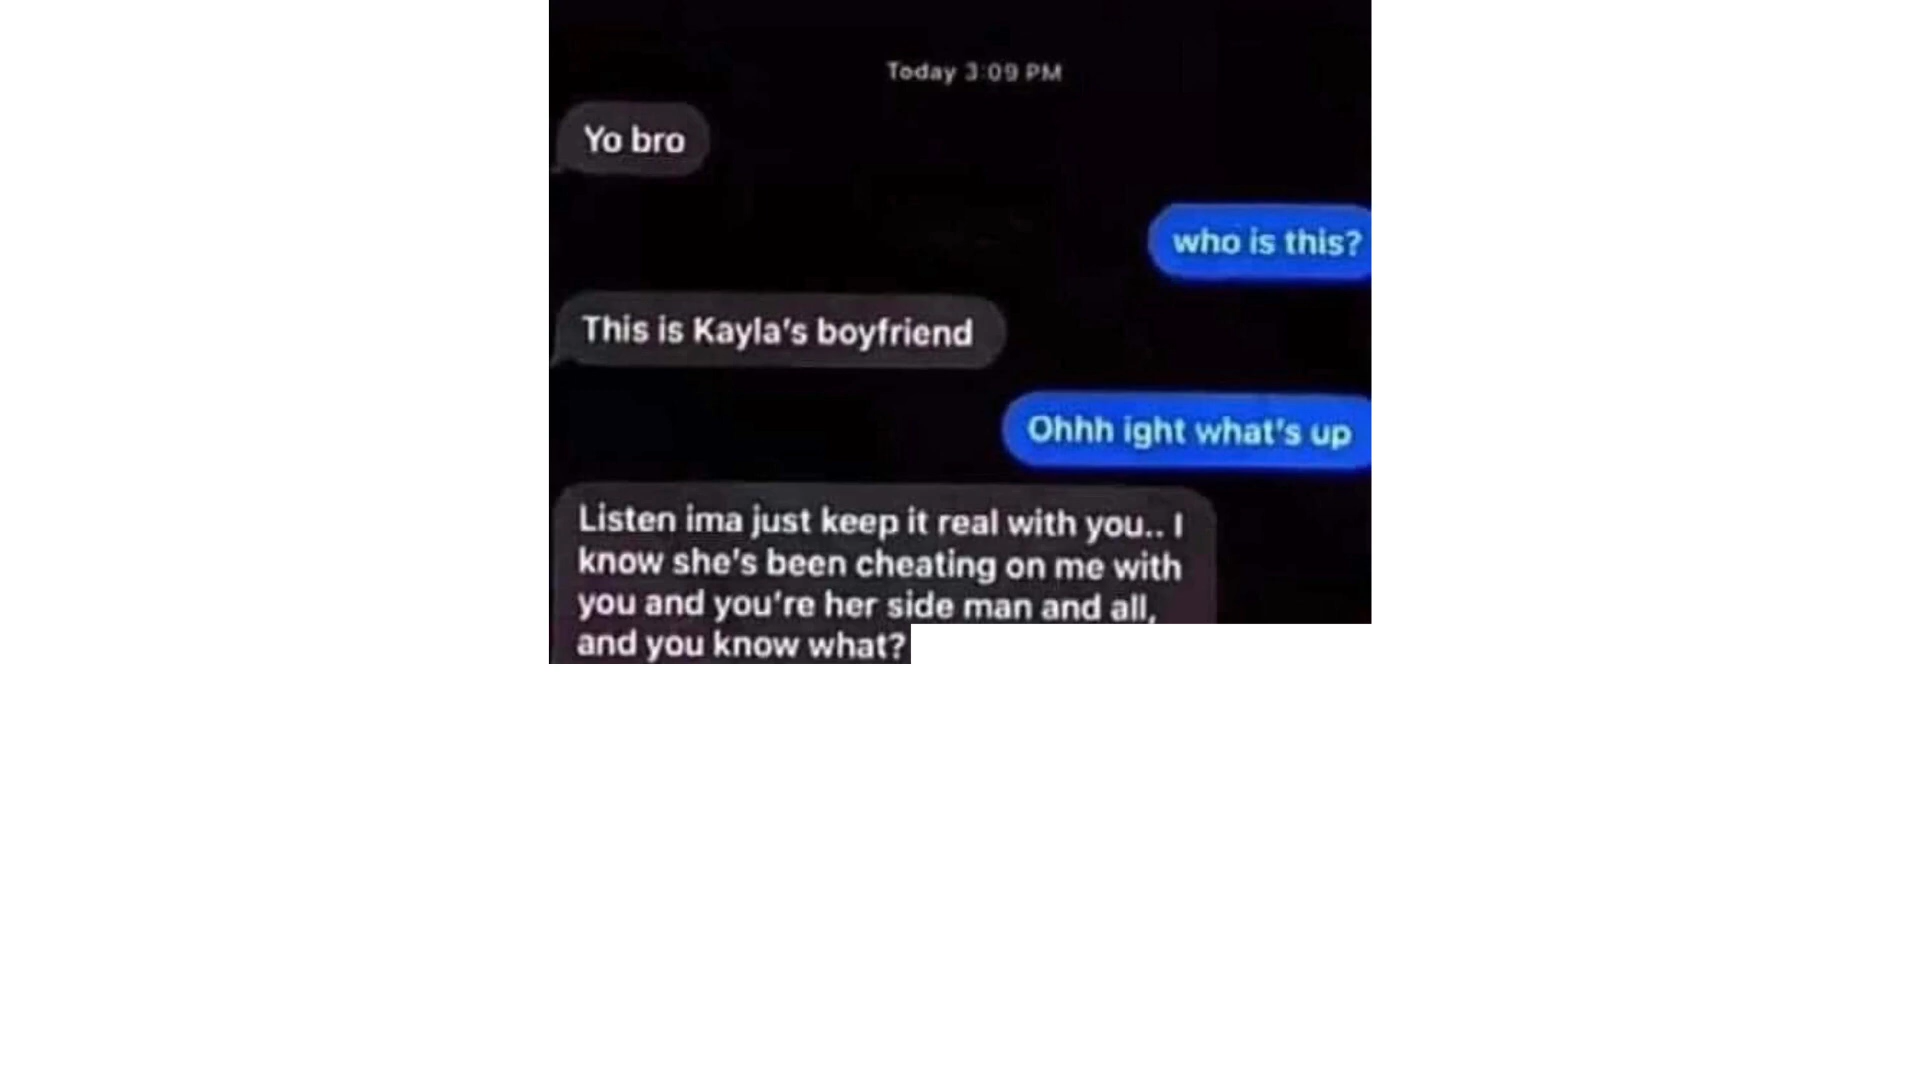 Today 3:09 PM
Yo bro
who is this?
This is Kayla's boyfriend
Ohhh ight what's up
Listen ima just keep it real with you.. I
know she's been cheating on me with
you and you're her side man and all,
and you know what?